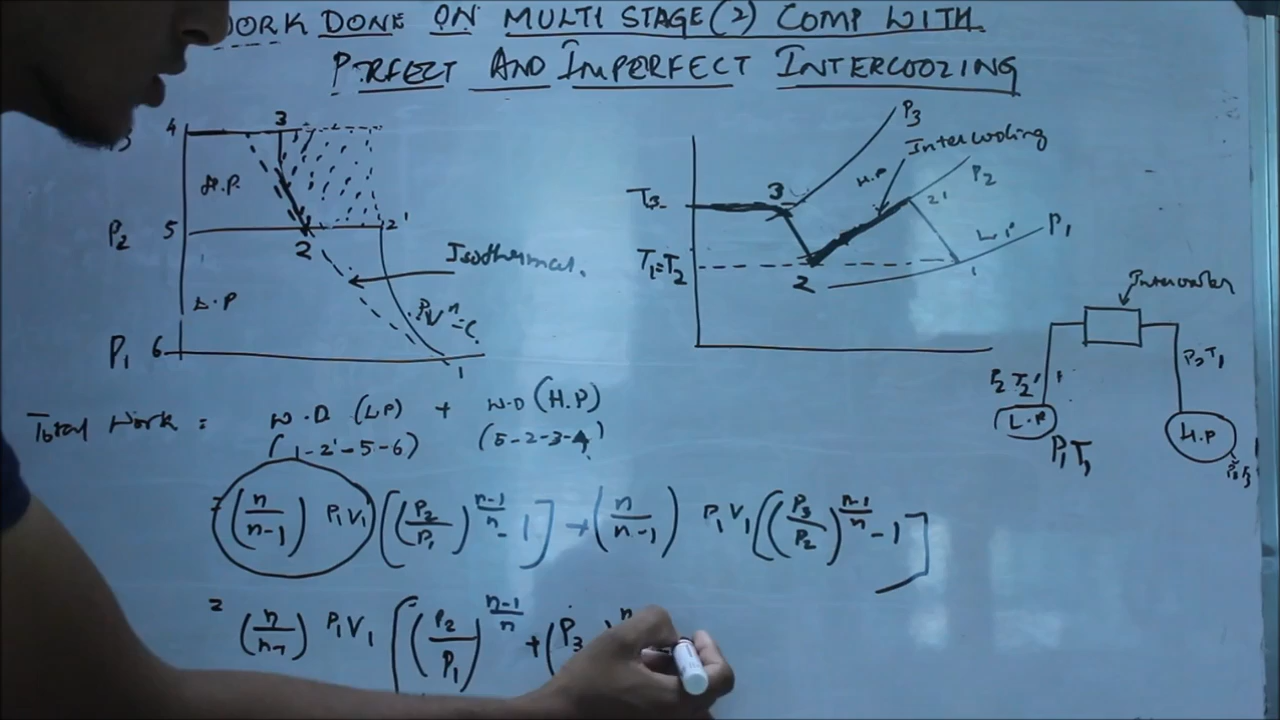 WORK DONE ON MULTI STAGE (2) COMP WITH
PERFECT AND IMPERFECT INTERCOOLING
4 3
H.P.
P2 5 2'
2
Isothermal.
L.P
PVⁿ=C.
P1 6
1
P3
Intercooling
H.P
P2
T3 3
2'
L.P
P1
T1=T2
2 1
Intercooler
P2 T2'
P2 T1
L.P
H.P
P1 T1
Total Work = W.D. (LP) + W.D (H.P)
(1-2'-5-6) (5-2-3-4)
= (n/n-1) P1V1 [(P2/P1)^(n-1/n) - 1] + (n/n-1) P1V1 [(P3/P2)^(n-1/n) - 1]
= (n/n-1) P1V1 [(P2/P1)^(n-1/n) + (P3